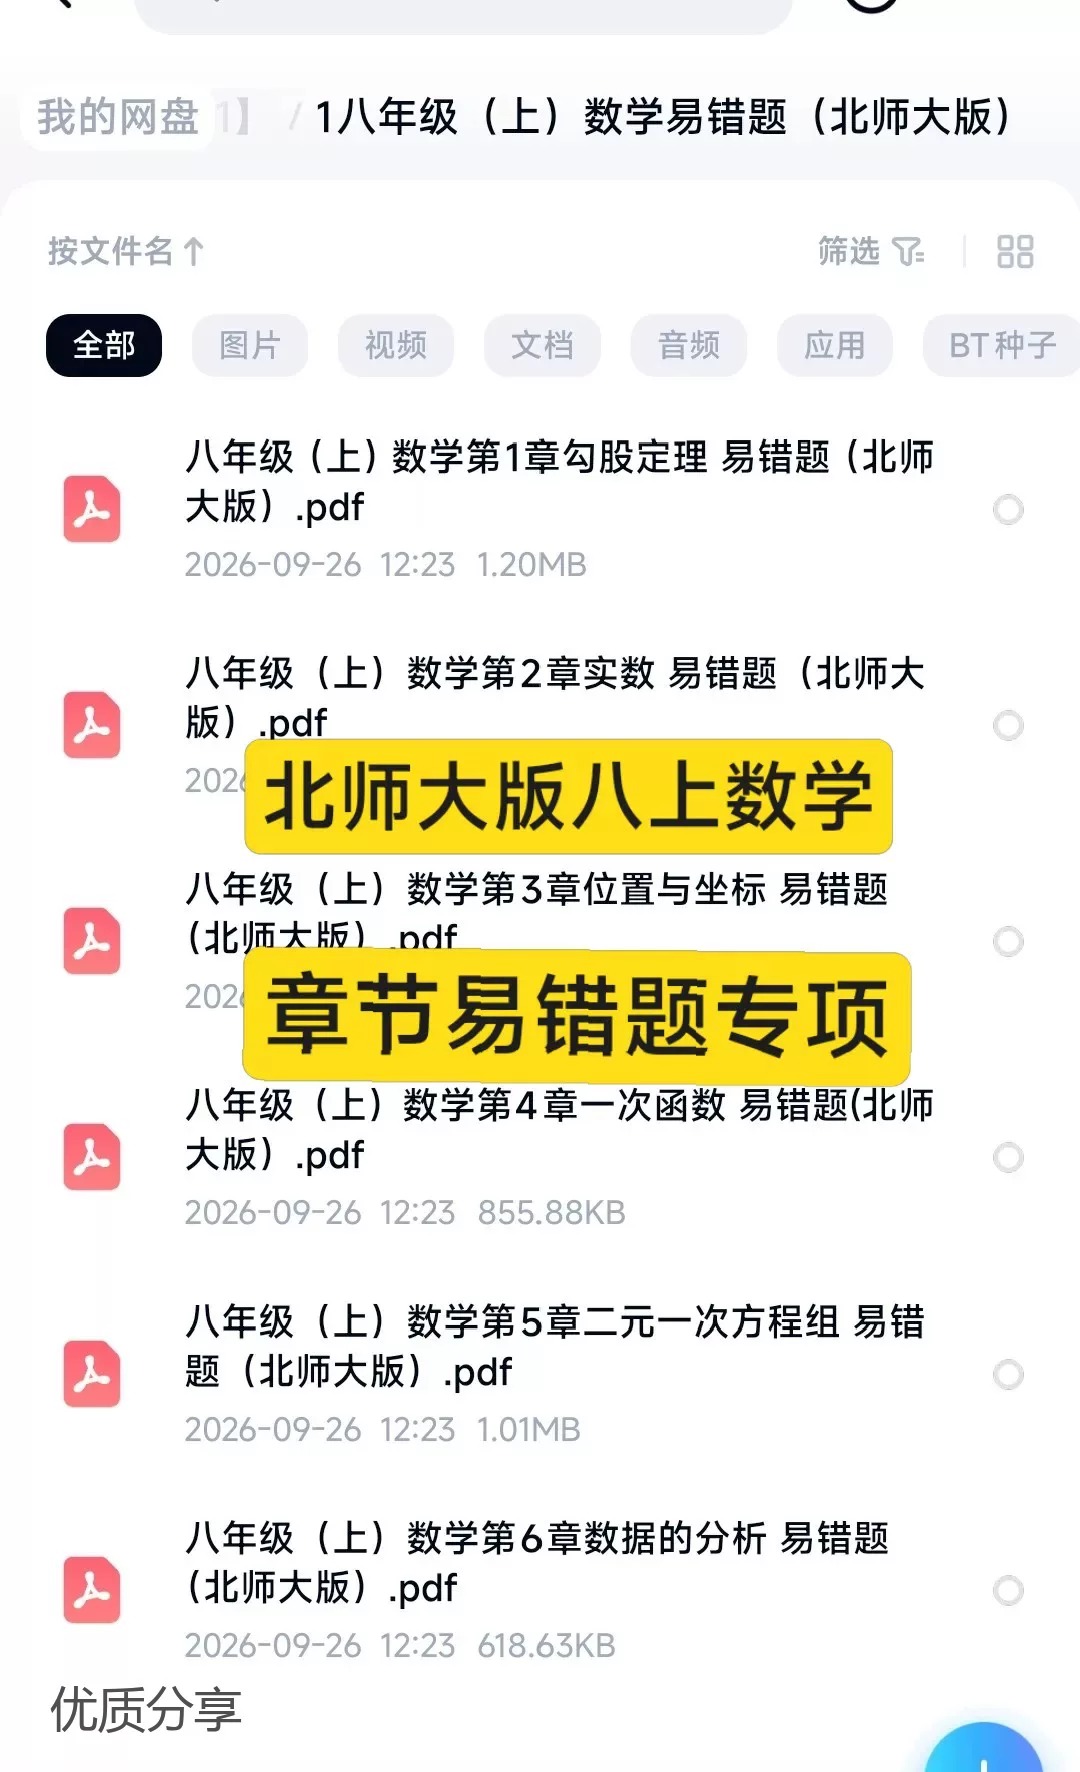 我的网盘 1】 / 1八年级（上）数学易错题（北师大版）
按文件名↑ 筛选
全部 图片 视频 文档 音频 应用 BT种子
八年级（上）数学第1章勾股定理 易错题（北师
大版）.pdf
2026-09-26 12:23 1.20MB
八年级（上）数学第2章实数 易错题（北师大
版）.pdf
202
北师大版八上数学
八年级（上）数学第3章位置与坐标 易错题
（北师大版）.pdf
202
章节易错题专项
八年级（上）数学第4章一次函数 易错题(北师
大版）.pdf
2026-09-26 12:23 855.88KB
八年级（上）数学第5章二元一次方程组 易错
题（北师大版）.pdf
2026-09-26 12:23 1.01MB
八年级（上）数学第6章数据的分析 易错题
（北师大版）.pdf
2026-09-26 12:23 618.63KB
优质分享